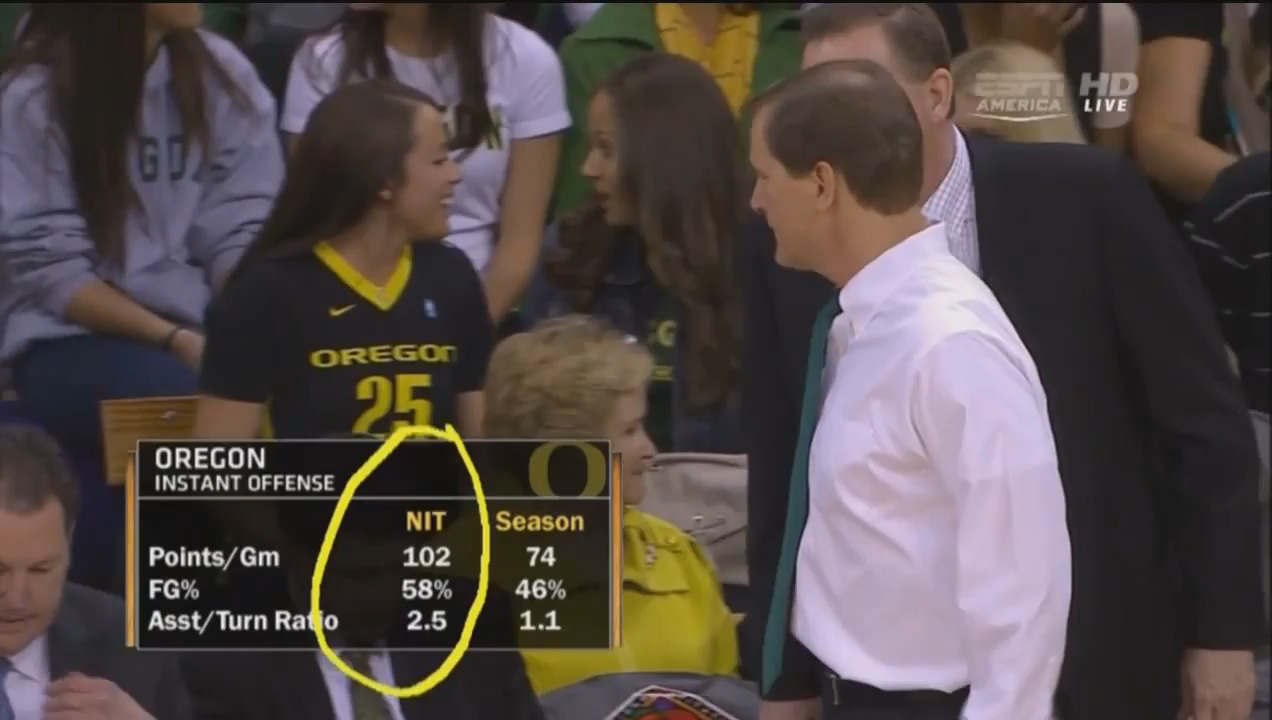 ESPN HD
AMERICA LIVE
OREGON
25
OREGON
INSTANT OFFENSE
O
NIT Season
Points/Gm 102 74
FG% 58% 46%
Asst/Turn Ratio 2.5 1.1